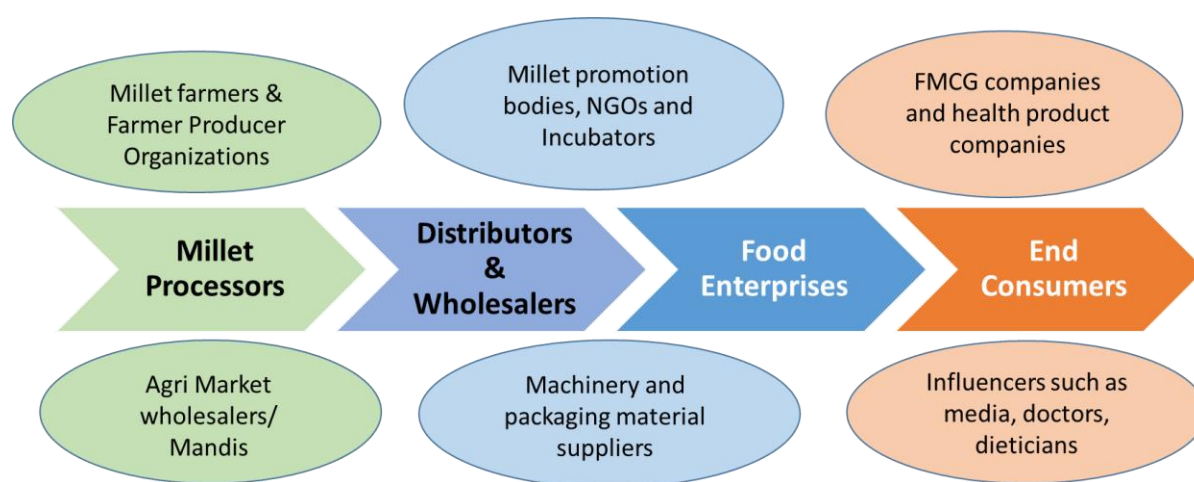 Millet farmers &
Farmer Producer
Organizations
Millet promotion
bodies, NGOs and
Incubators
FMCG companies
and health product
companies
Millet
Processors
Distributors
&
Wholesalers
Food
Enterprises
End
Consumers
Agri Market
wholesalers/
Mandis
Machinery and
packaging material
suppliers
Influencers such as
media, doctors,
dieticians